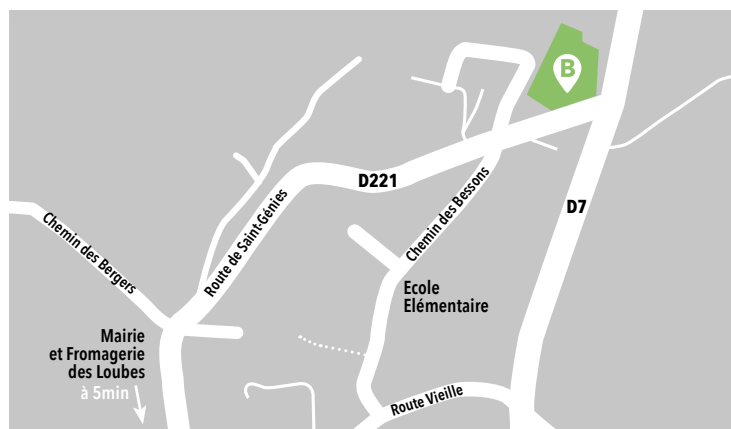 B
D221
D7
Chemin des Bessons
Route de Saint-Génies
Chemin des Bergers
Ecole
Elémentaire
Mairie
et Fromagerie
des Loubes
à 5min
Route Vieille